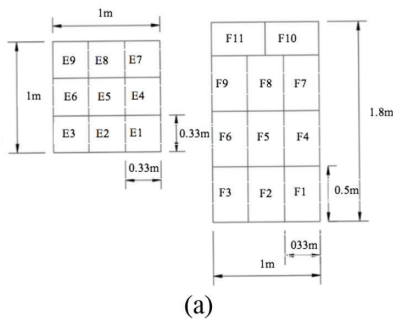 1m
E9 E8 E7
E6 E5 E4
E3 E2 E1
1m
0.33m
0.33m
F11 F10
F9 F8 F7
F6 F5 F4
F3 F2 F1
1.8m
0.5m
033m
1m
(a)